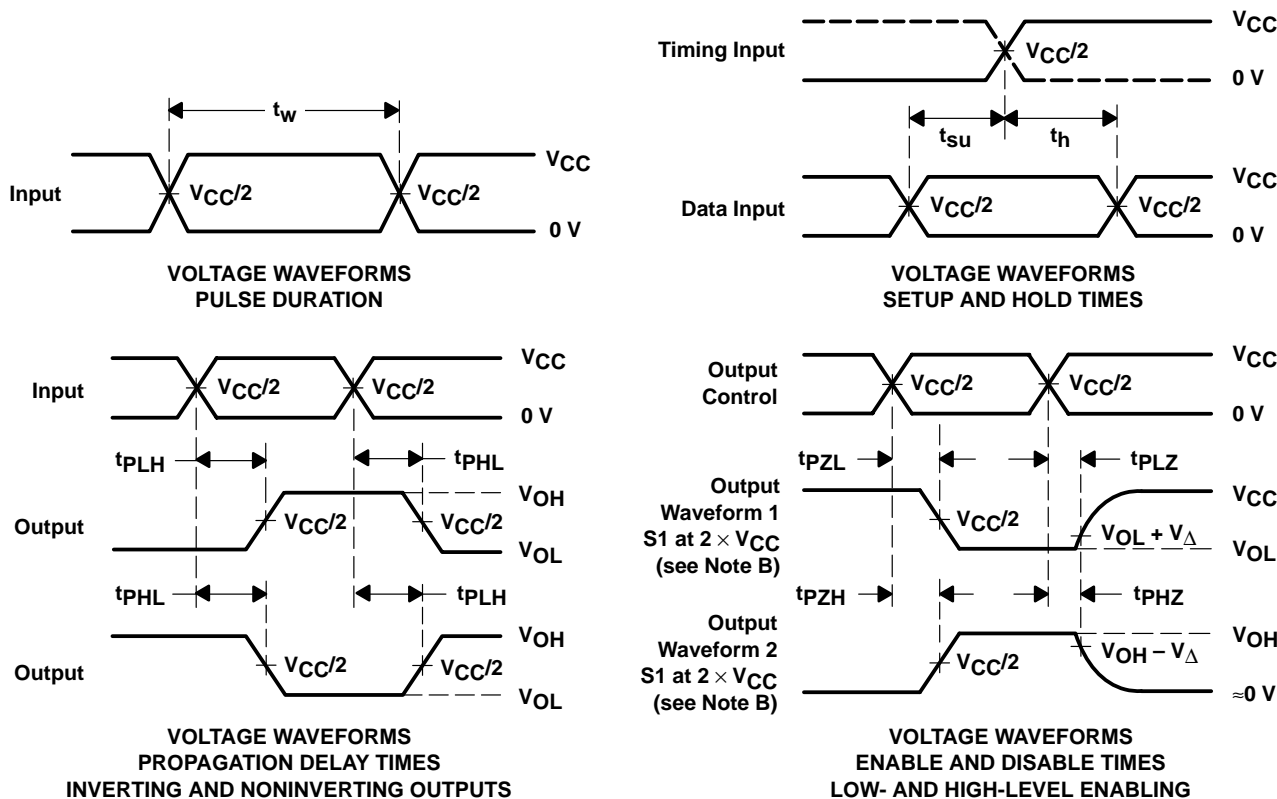 tw
Input
VCC/2
VCC/2
VCC
0 V
VOLTAGE WAVEFORMS
PULSE DURATION
Timing Input
VCC/2
VCC
0 V
tsu
th
Data Input
VCC/2
VCC/2
VCC
0 V
VOLTAGE WAVEFORMS
SETUP AND HOLD TIMES
Input
VCC/2
VCC/2
VCC
0 V
tPLH
tPHL
Output
VCC/2
VCC/2
VOH
VOL
tPHL
tPLH
Output
VCC/2
VCC/2
VOH
VOL
VOLTAGE WAVEFORMS
PROPAGATION DELAY TIMES
INVERTING AND NONINVERTING OUTPUTS
Output
Control
VCC/2
VCC/2
VCC
0 V
tPZL
tPLZ
Output
Waveform 1
S1 at 2 × VCC
(see Note B)
VCC/2
VOL + VΔ
VCC
VOL
tPZH
tPHZ
Output
Waveform 2
S1 at 2 × VCC
(see Note B)
VCC/2
VOH – VΔ
VOH
≈0 V
VOLTAGE WAVEFORMS
ENABLE AND DISABLE TIMES
LOW- AND HIGH-LEVEL ENABLING